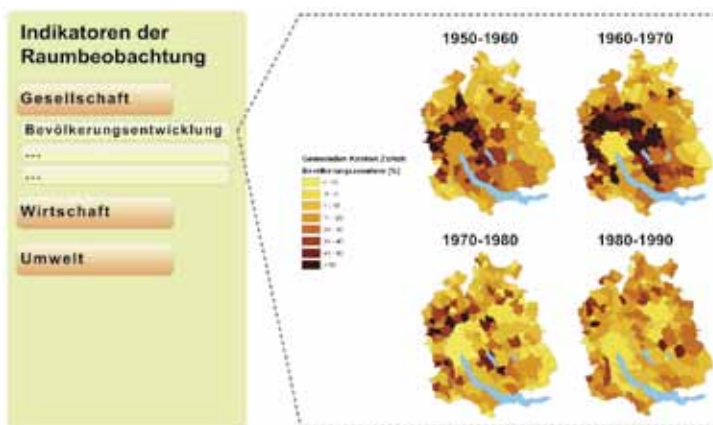 Indikatoren der
Raumbeobachtung
Gesellschaft
Bevölkerungsentwicklung
...
...
Wirtschaft
Umwelt
1950-1960
1960-1970
Gemeinden Kanton Zürich
1970-1980
1980-1990